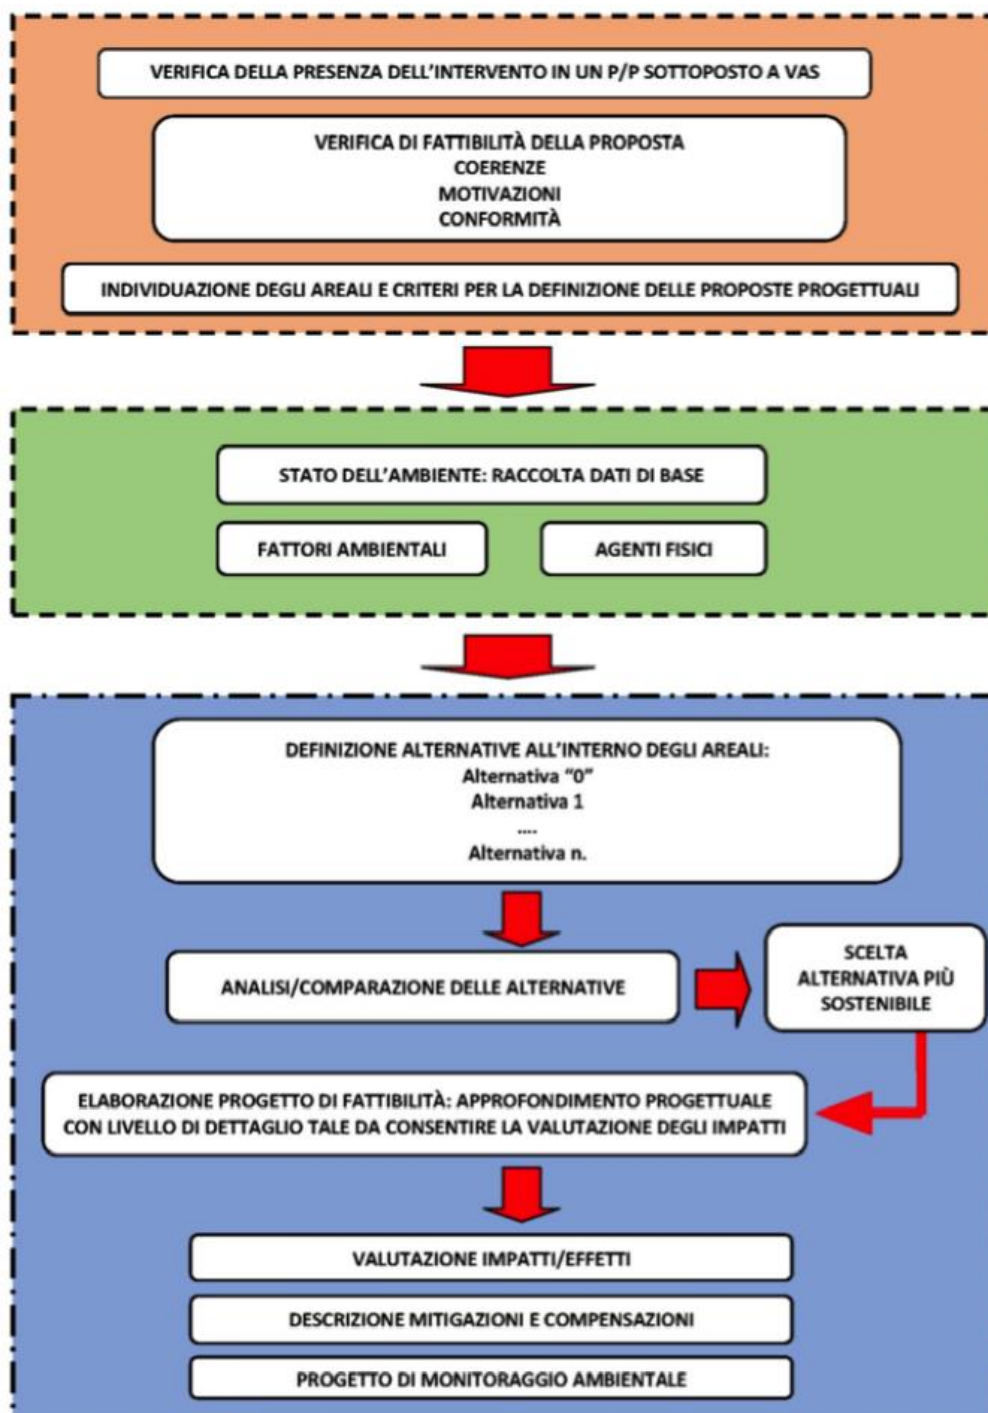 VERIFICA DELLA PRESENZA DELL'INTERVENTO IN UN P/P SOTTOPOSTO A VAS
VERIFICA DI FATTIBILITÀ DELLA PROPOSTA
COERENZE
MOTIVAZIONI
CONFORMITÀ
INDIVIDUAZIONE DEGLI AREALI E CRITERI PER LA DEFINIZIONE DELLE PROPOSTE PROGETTUALI
STATO DELL'AMBIENTE: RACCOLTA DATI DI BASE
FATTORI AMBIENTALI
AGENTI FISICI
DEFINIZIONE ALTERNATIVE ALL'INTERNO DEGLI AREALI:
Alternativa "0"
Alternativa 1
....
Alternativa n.
ANALISI/COMPARAZIONE DELLE ALTERNATIVE
SCELTA
ALTERNATIVA PIÙ
SOSTENIBILE
ELABORAZIONE PROGETTO DI FATTIBILITÀ: APPROFONDIMENTO PROGETTUALE
CON LIVELLO DI DETTAGLIO TALE DA CONSENTIRE LA VALUTAZIONE DEGLI IMPATTI
VALUTAZIONE IMPATTI/EFFETTI
DESCRIZIONE MITIGAZIONI E COMPENSAZIONI
PROGETTO DI MONITORAGGIO AMBIENTALE